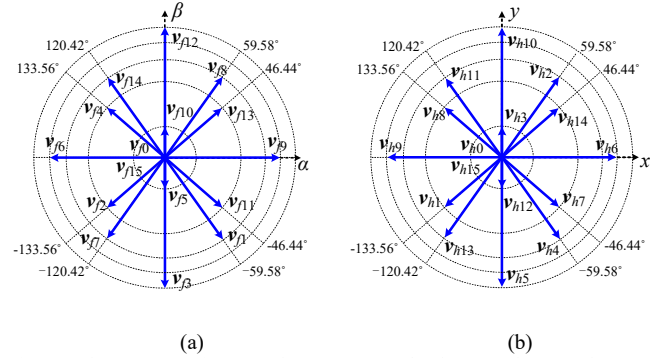 β y
120.42° v_f12 59.58° 120.42° v_h10 59.58°
133.56° v_f14 v_f8 46.44° 133.56° v_h11 v_h2 46.44°
v_f4 v_f10 v_f13 v_h8 v_h3 v_h14
v_f6 v_f0 v_f9 v_h9 v_h0 v_h6
α x
v_f15 v_h15
v_f2 v_f5 v_f11 v_h1 v_h12 v_h7
-133.56° v_f7 v_f1 -46.44° -133.56° v_h13 v_h4 -46.44°
−120.42° −59.58° −120.42° −59.58°
v_f3 v_h5
(a) (b)